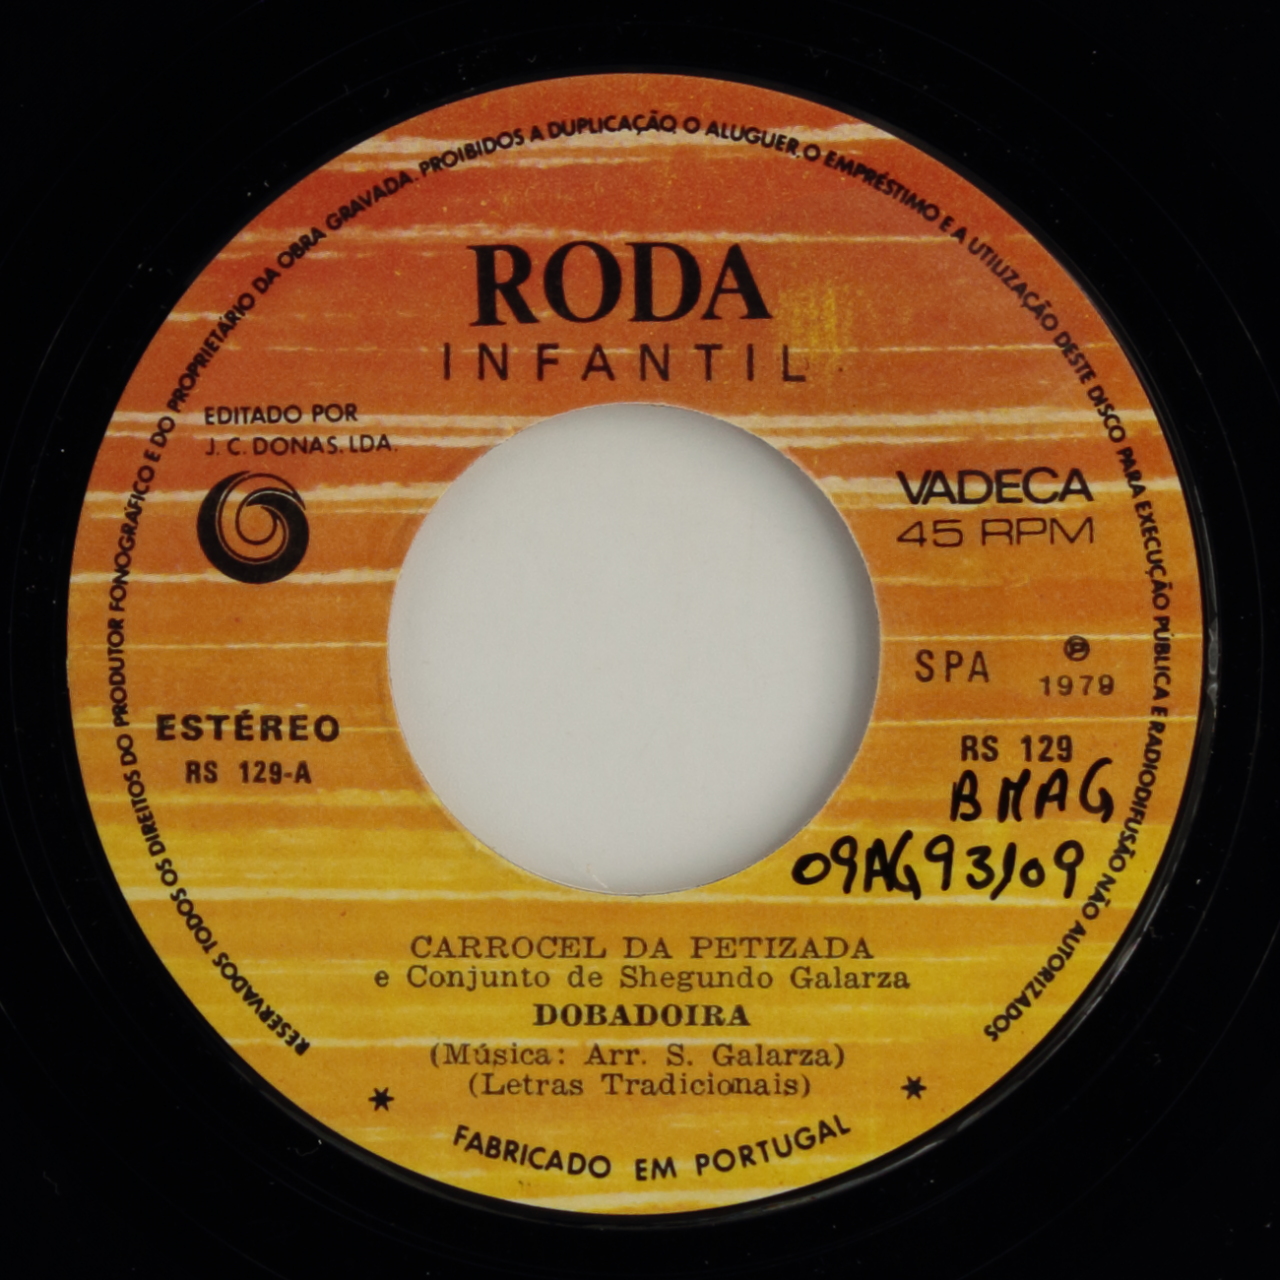 RESERVADOS TODOS OS DIREITOS DO PRODUTOR FONOGRÁFICO E DO PROPRIETÁRIO DA OBRA GRAVADA. PROIBIDOS A DUPLICAÇÃO, O ALUGUER, O EMPRÉSTIMO E A UTILIZAÇÃO DESTE DISCO PARA EXECUÇÃO PÚBLICA E RADIODIFUSÃO NÃO AUTORIZADOS
RODA
INFANTIL
EDITADO POR
J. C. DONAS. LDA.
VADECA
45 RPM
SPA
℗
1979
ESTÉREO
RS 129-A
RS 129
BMAG
09AG93/09
CARROCEL DA PETIZADA
e Conjunto de Shegundo Galarza
DOBADOIRA
(Música: Arr. S. Galarza)
(Letras Tradicionais)
* FABRICADO EM PORTUGAL *